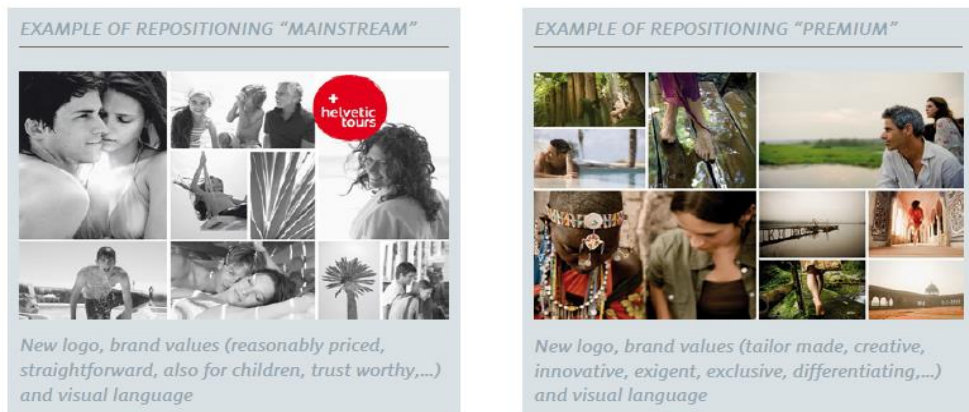 EXAMPLE OF REPOSITIONING “MAINSTREAM”
+
helvetic
tours
New logo, brand values (reasonably priced,
straightforward, also for children, trust worthy,...)
and visual language
EXAMPLE OF REPOSITIONING “PREMIUM”
New logo, brand values (tailor made, creative,
innovative, exigent, exclusive, differentiating,...)
and visual language